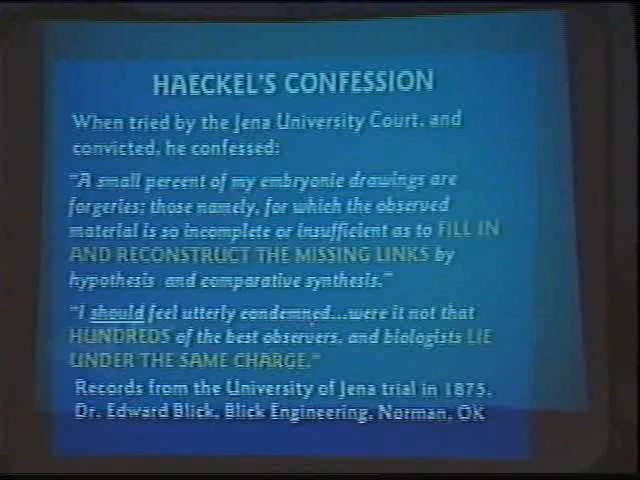 HAECKEL'S CONFESSION
When tried by the Jena University Court, and
convicted, he confessed:
"A small percent of my embryonic drawings are
forgeries; those namely, for which the observed
material is so incomplete or insufficient as to FILL IN
AND RECONSTRUCT THE MISSING LINKS by
hypothesis and comparative synthesis."
"I should feel utterly condemned...were it not that
HUNDREDS of the best observers, and biologists LIE
UNDER THE SAME CHARGE."
Records from the University of Jena trial in 1875.
Dr. Edward Blick, Blick Engineering, Norman, OK